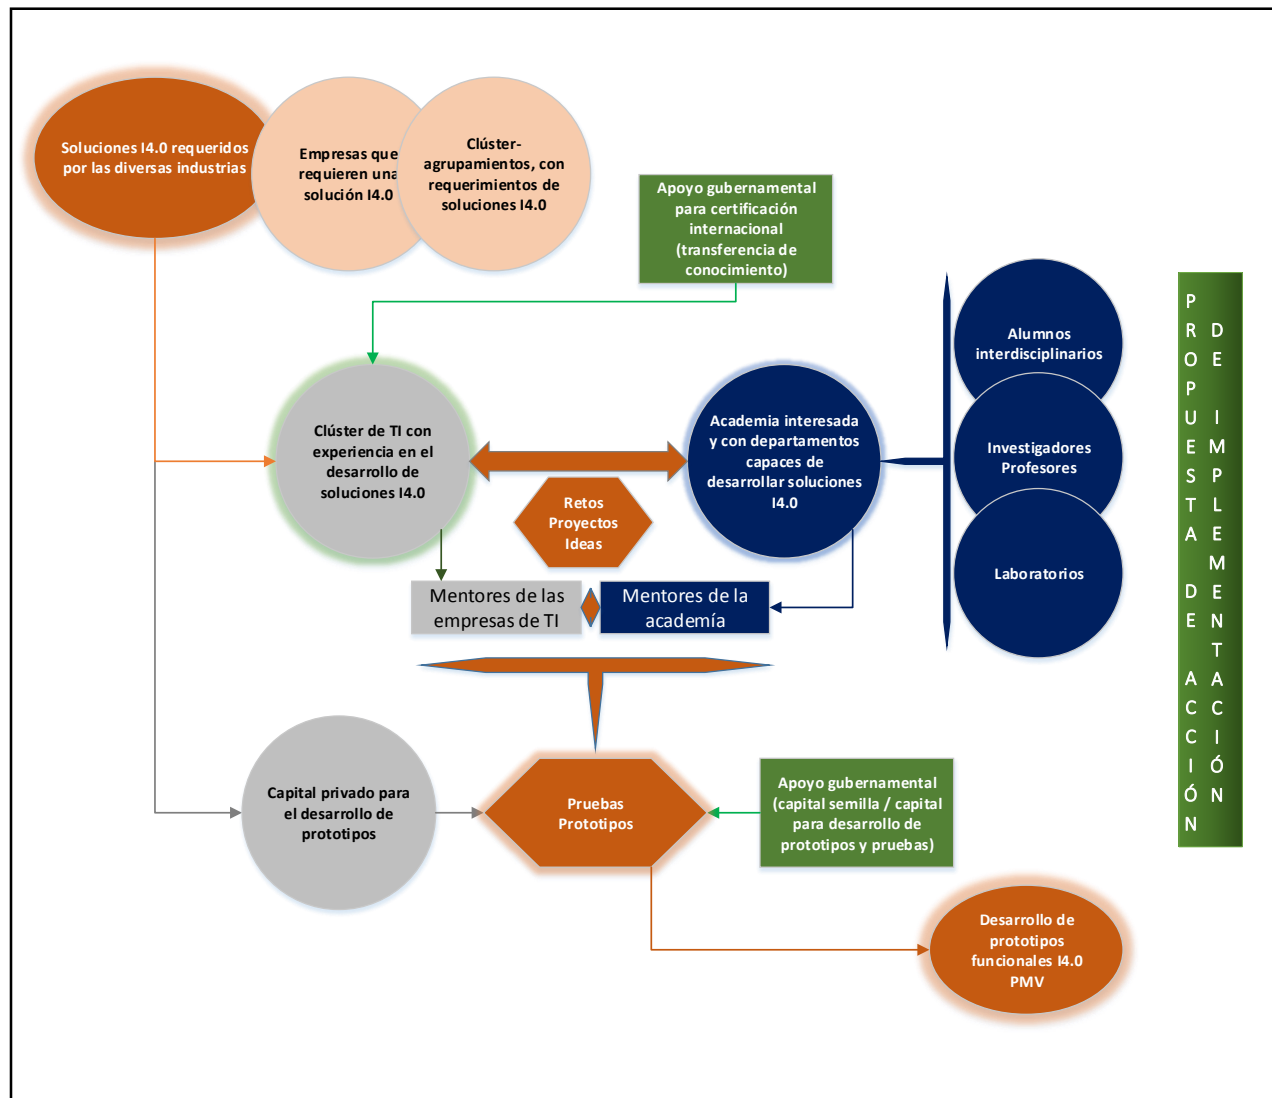 Soluciones I4.0 requeridos
por las diversas industrias
Empresas que
requieren una
solución I4.0
Clúster-
agrupamientos, con
requerimientos de
soluciones I4.0
Apoyo gubernamental
para certificación
internacional
(transferencia de
conocimiento)
Clúster de TI con
experiencia en el
desarrollo de
soluciones I4.0
Retos
Proyectos
Ideas
Academia interesada
y con departamentos
capaces de
desarrollar soluciones
I4.0
Alumnos
interdisciplinarios
Investigadores
Profesores
Laboratorios
Mentores de las
empresas de TI
Mentores de la
academía
Capital privado para
el desarrollo de
prototipos
Pruebas
Prototipos
Apoyo gubernamental
(capital semilla / capital
para desarrollo de
prototipos y pruebas)
Desarrollo de
prototipos
funcionales I4.0
PMV
PROPUESTA DE ACCIÓN
DE IMPLEMENTACIÓN